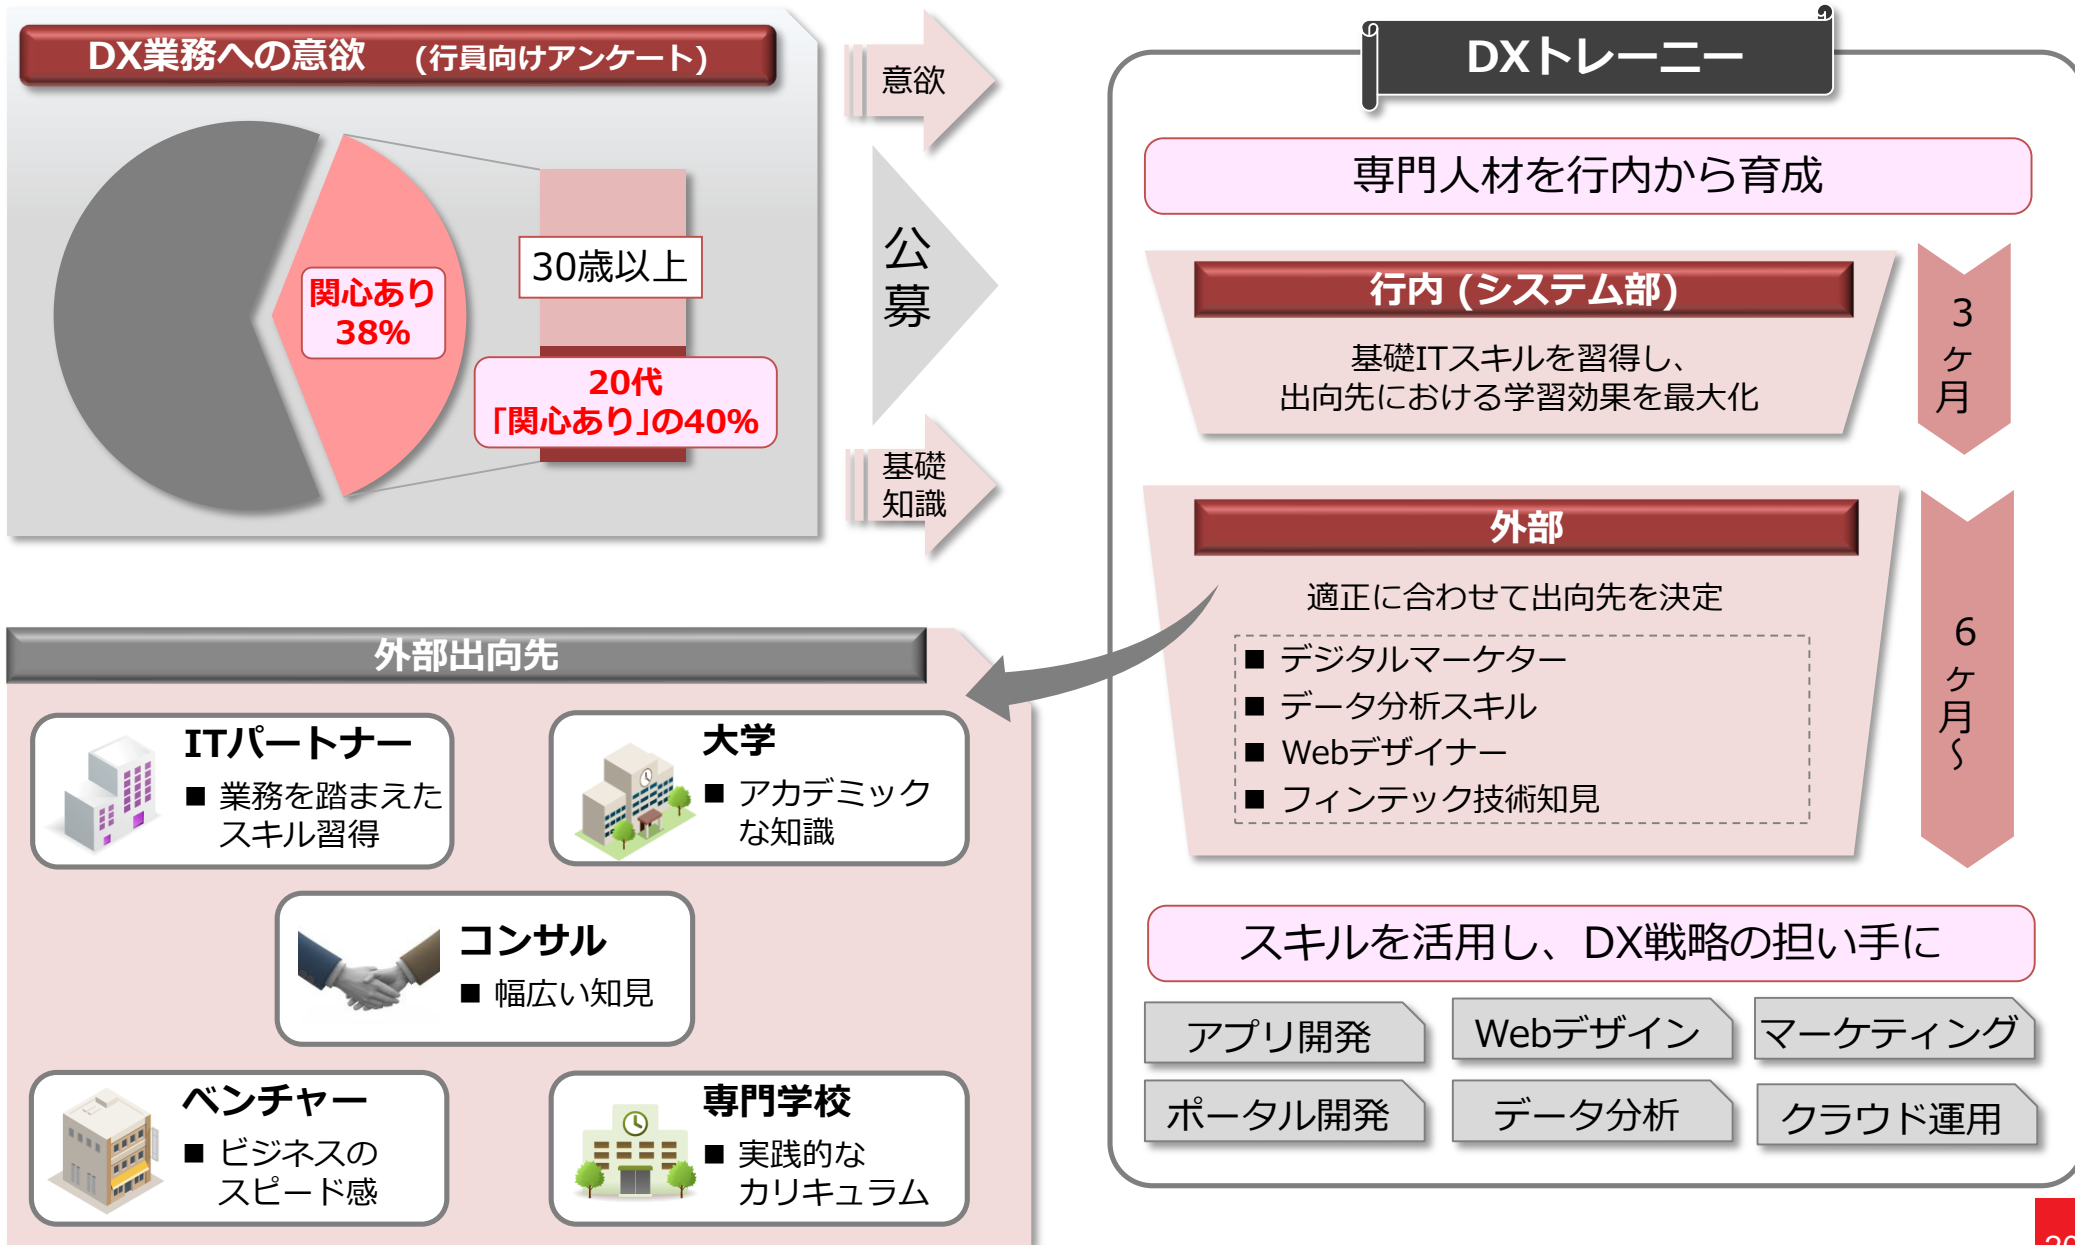 DX業務への意欲　(行員向けアンケート)
関心あり
38%
30歳以上
20代
「関心あり」の40%
意欲
公募
基礎
知識
外部出向先
ITパートナー
■ 業務を踏まえた
スキル習得
大学
■ アカデミック
な知識
コンサル
■ 幅広い知見
ベンチャー
■ ビジネスの
スピード感
専門学校
■ 実践的な
カリキュラム
DXトレーニー
専門人材を行内から育成
行内 (システム部)
基礎ITスキルを習得し、
出向先における学習効果を最大化
3ヶ月
外部
適正に合わせて出向先を決定
■ デジタルマーケター
■ データ分析スキル
■ Webデザイナー
■ フィンテック技術知見
6ヶ月～
スキルを活用し、DX戦略の担い手に
アプリ開発
Webデザイン
マーケティング
ポータル開発
データ分析
クラウド運用